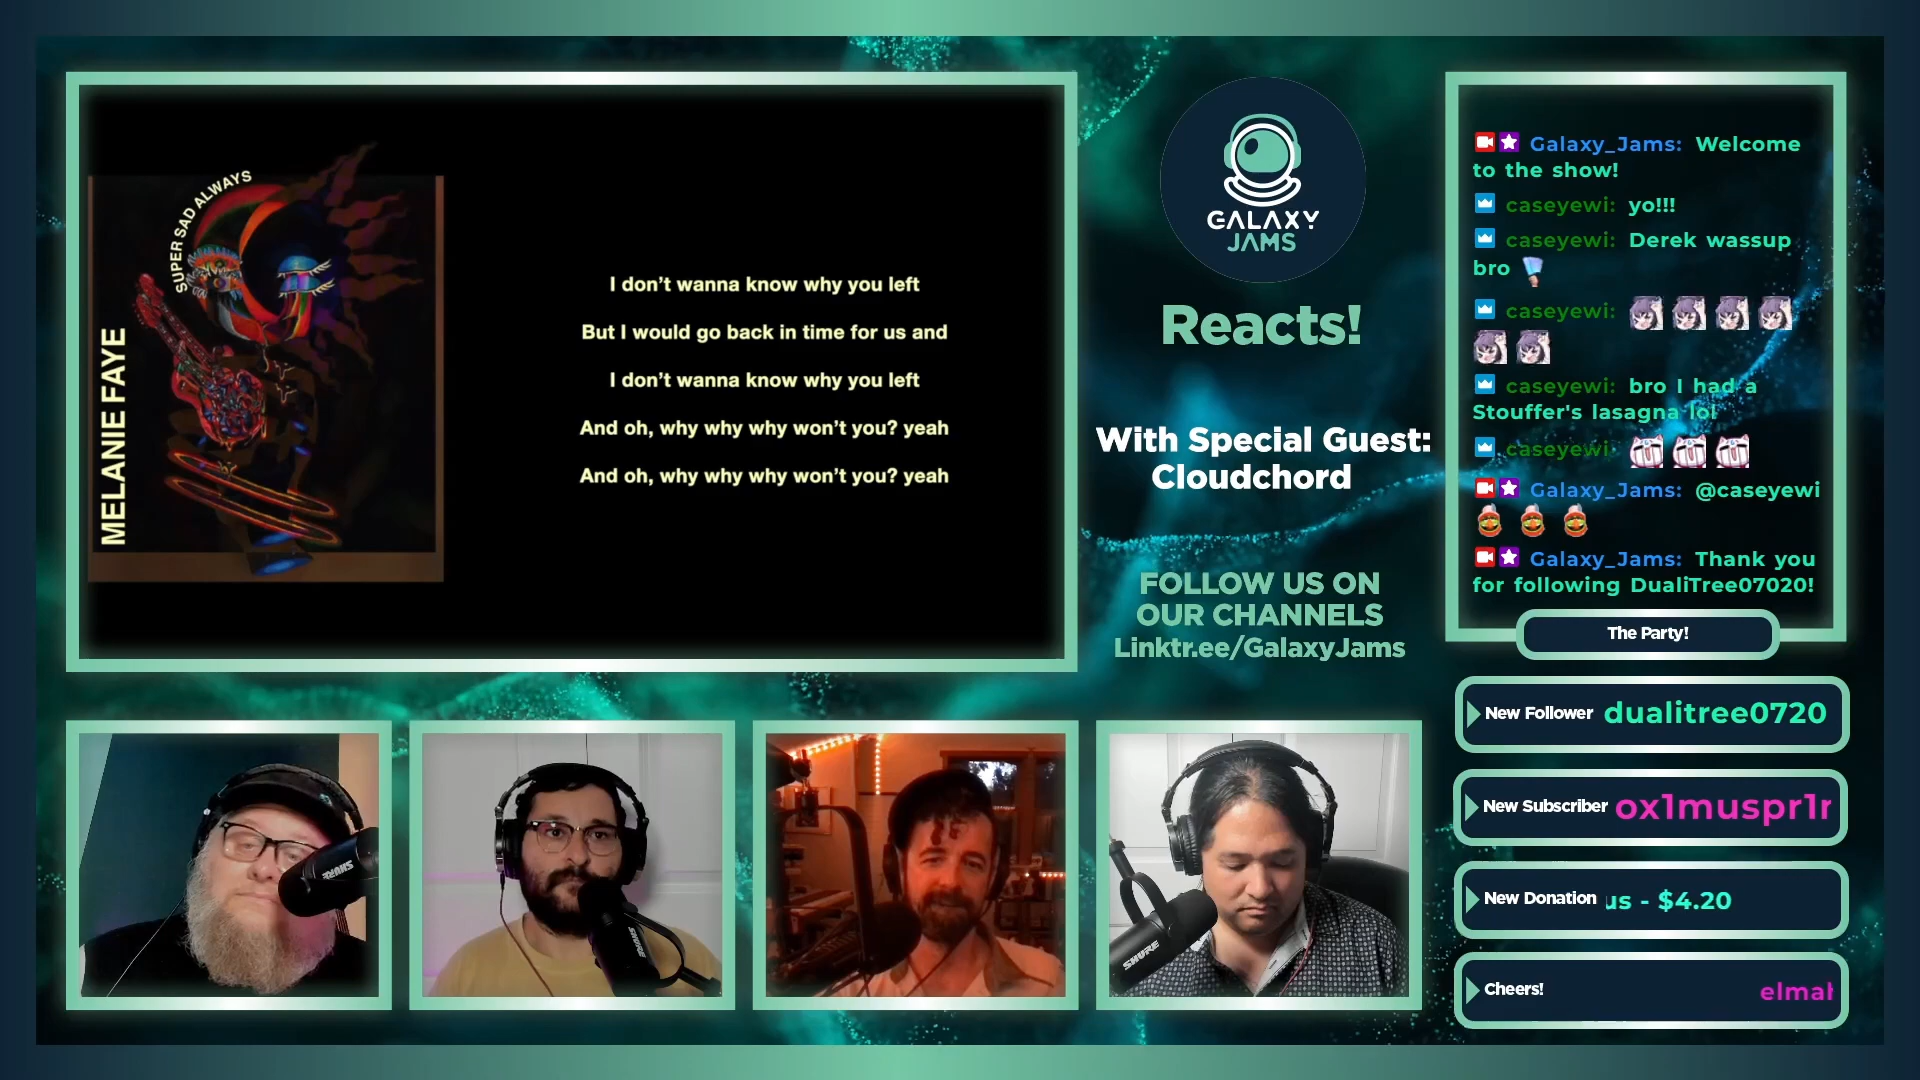 SUPER SAD ALWAYS
MELANIE FAYE
I don't wanna know why you left
But I would go back in time for us and
I don't wanna know why you left
And oh, why why why won't you? yeah
And oh, why why why won't you? yeah
GALAXY
JAMS
Reacts!
With Special Guest:
Cloudchord
FOLLOW US ON
OUR CHANNELS
Linktr.ee/GalaxyJams
Galaxy_Jams: Welcome
to the show!
caseyewi: yo!!!
caseyewi: Derek wassup
bro
caseyewi:
caseyewi: bro I had a
Stouffer's lasagna lol
caseyewi:
Galaxy_Jams: @caseyewi
Galaxy_Jams: Thank you
for following DualiTree07020!
The Party!
New Follower dualitree0720
New Subscriber ox1muspr1
New Donation us - $4.20
Cheers! elma
SHURE
SHURE
SHURE